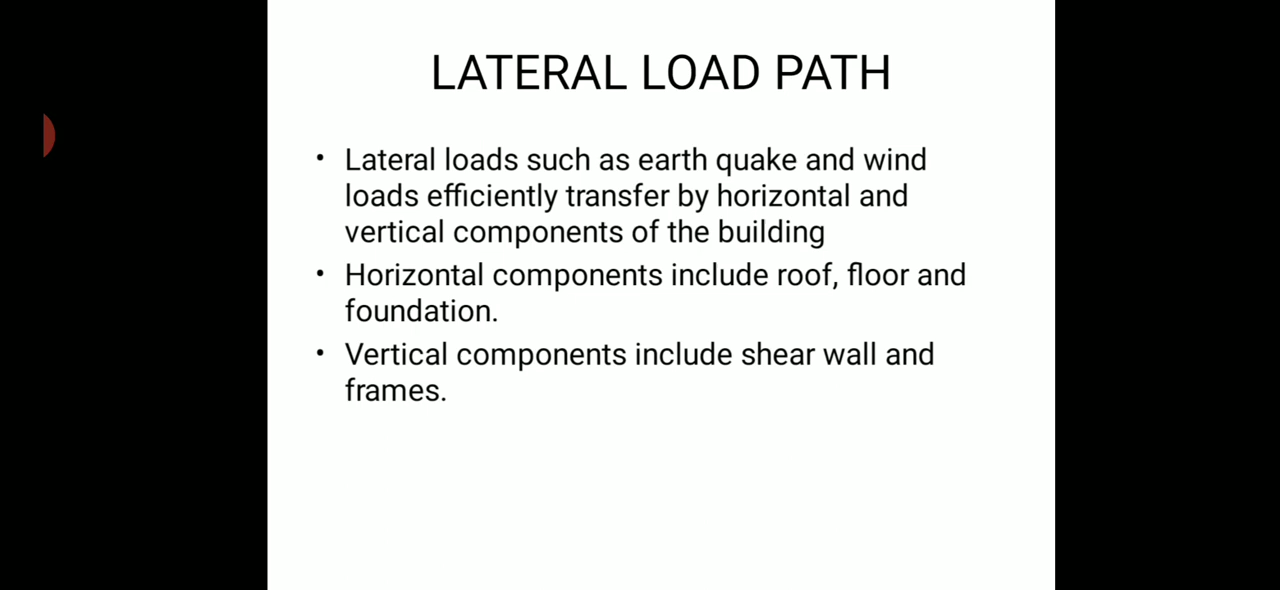 LATERAL LOAD PATH
• Lateral loads such as earth quake and wind
loads efficiently transfer by horizontal and
vertical components of the building
• Horizontal components include roof, floor and
foundation.
• Vertical components include shear wall and
frames.